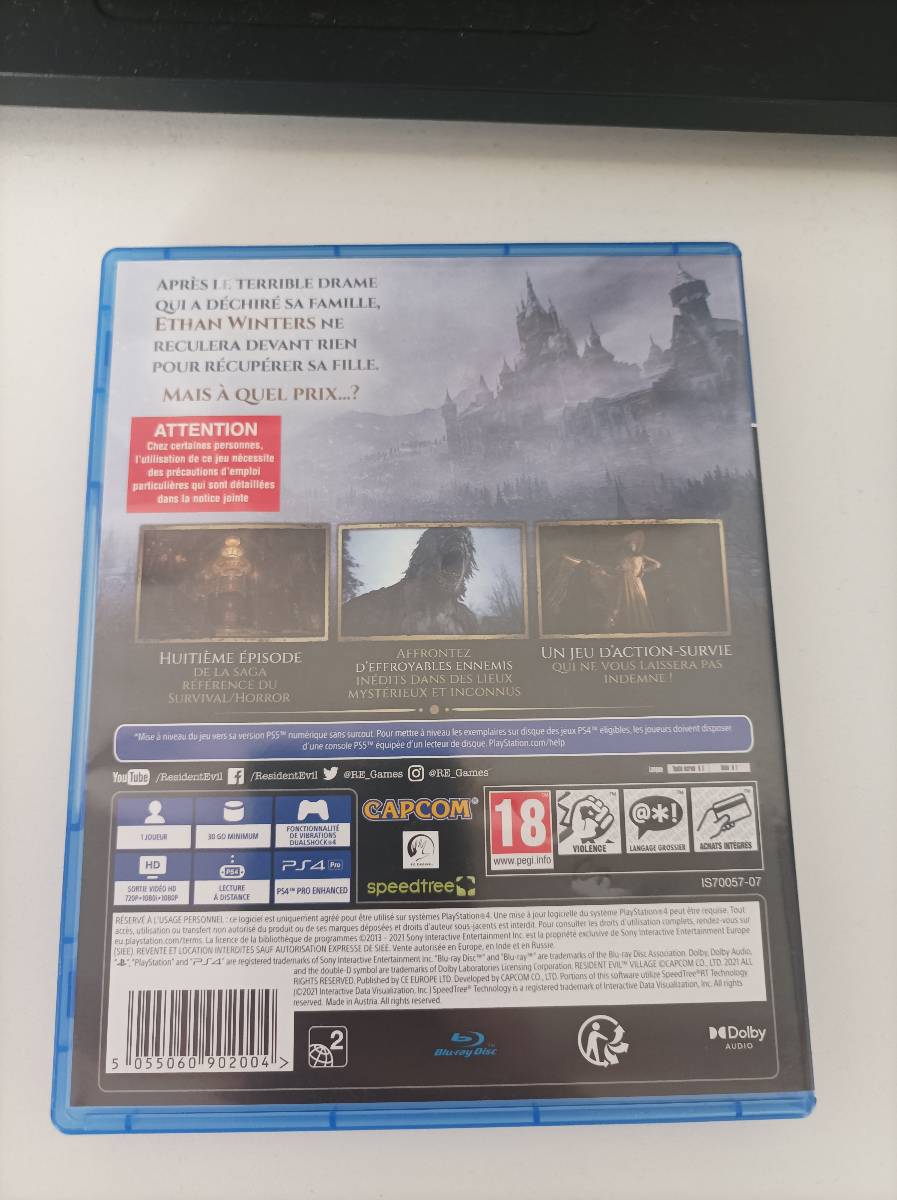 APRÈS LE TERRIBLE DRAME
QUI A DÉCHIRÉ SA FAMILLE,
ETHAN WINTERS NE
RECULERA DEVANT RIEN
POUR RÉCUPÉRER SA FILLE.
MAIS À QUEL PRIX...?
ATTENTION
Chez certaines personnes,
l'utilisation de ce jeu nécessite
des précautions d'emploi
particulières qui sont détaillées
dans la notice jointe
HUITIÈME ÉPISODE
DE LA SAGA
RÉFÉRENCE DU
SURVIVAL/HORROR
AFFRONTEZ
D'EFFROYABLES ENNEMIS
INÉDITS DANS DES LIEUX
MYSTÉRIEUX ET INCONNUS
UN JEU D'ACTION-SURVIE
QUI NE VOUS LAISSERA PAS
INDEMNE !
*Mise à niveau du jeu vers sa version PS5™ numérique sans surcout. Pour mettre à niveau les exemplaires sur disque des jeux PS4™ éligibles, les joueurs doivent disposer
d'une console PS5™ équipée d'un lecteur de disque. PlayStation.com/help
YouTube /ResidentEvil /ResidentEvil @RE_Games @RE_Games
1 JOUEUR
30 GO MINIMUM
FONCTIONNALITÉ
DE VIBRATIONS
DUALSHOCK®4
HD
SORTIE VIDÉO HD
720P•1080i•1080P
PS4
LECTURE
À DISTANCE
PS4 Pro
PS4™ PRO ENHANCED
CAPCOM®
speedtree
18
www.pegi.info
VIOLENCE
@*!
LANGAGE GROSSIER
ACHATS INTÉGRÉS
IS70057-07
RÉSERVÉ À L'USAGE PERSONNEL : ce logiciel est uniquement agréé pour être utilisé sur systèmes PlayStation®4. Une mise à jour logicielle du système PlayStation®4 peut être requise. Tout
accès, utilisation ou transfert non autorisé du produit ou de ses marques déposées et droits d'auteur sous-jacents est interdit. Pour consulter les droits d'utilisation complets, rendez-vous sur
eu.playstation.com/terms. La licence de la bibliothèque de programmes ©2013 - 2021 Sony Interactive Entertainment Inc. est la propriété exclusive de Sony Interactive Entertainment Europe
(SIEE). REVENTE ET LOCATION INTERDITES SAUF AUTORISATION EXPRESSE DE SIEE. Vente autorisée en Europe, en Inde et en Russie.
"PlayStation" and "PS4" are registered trademarks of Sony Interactive Entertainment Inc. "Blu-ray Disc™" and "Blu-ray™" are trademarks of the Blu-ray Disc Association. Dolby, Dolby Audio,
and the double-D symbol are trademarks of Dolby Laboratories Licensing Corporation. RESIDENT EVIL™ VILLAGE ©CAPCOM CO., LTD. 2021 ALL
RIGHTS RESERVED. Published by CE EUROPE LTD. Developed by CAPCOM CO., LTD. Portions of this software utilize SpeedTree®RT Technology
(©2021 Interactive Data Visualization, Inc.) SpeedTree® Technology is a registered trademark of Interactive Data Visualization, Inc. All rights
reserved. Made in Austria. All rights reserved.
5 055060 902004 >
2
Blu-ray Disc™
Dolby
AUDIO